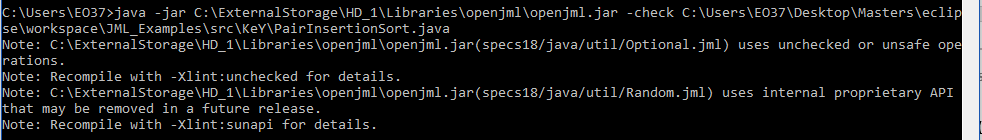 C:\Users\EO37>java -jar C:\ExternalStorage\HD_1\Libraries\openjml\openjml.jar -check C:\Users\EO37\Desktop\Masters\eclip
se\workspace\JML_Examples\src\KeY\PairInsertionSort.java
Note: C:\ExternalStorage\HD_1\Libraries\openjml\openjml.jar(specs18/java/util/Optional.jml) uses unchecked or unsafe ope
rations.
Note: Recompile with -Xlint:unchecked for details.
Note: C:\ExternalStorage\HD_1\Libraries\openjml\openjml.jar(specs18/java/util/Random.jml) uses internal proprietary API
that may be removed in a future release.
Note: Recompile with -Xlint:sunapi for details.